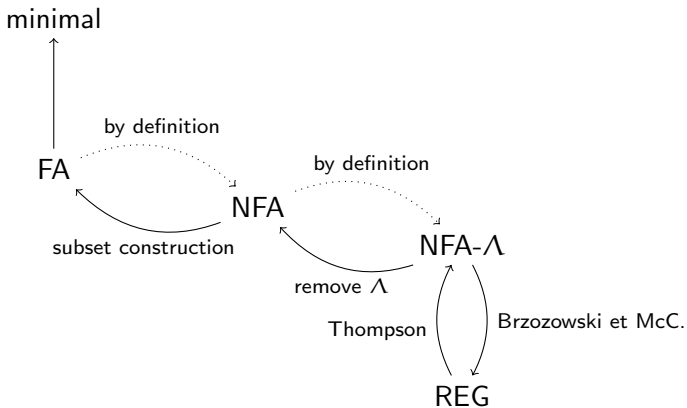 minimal
by definition
FA
by definition
NFA
subset construction
NFA-Λ
remove Λ
Thompson
Brzozowski et McC.
REG